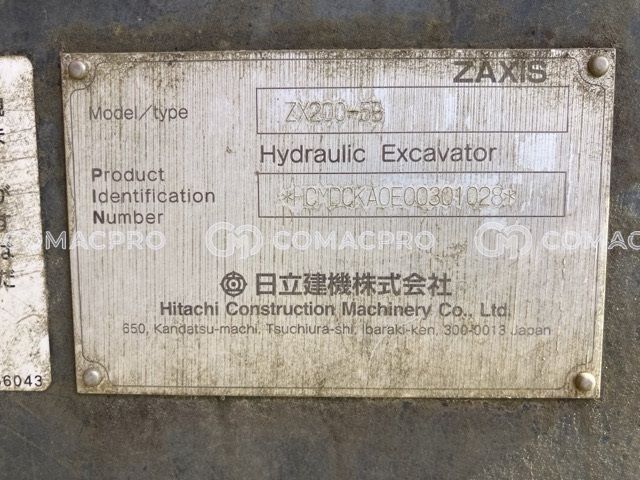 ZAXIS
Model/type ZX200-5B
Hydraulic Excavator
Product
Identification
Number
*HCMDCKA0E00301028*
COMACPRO COMACPRO COMACPRO
日立建機株式会社
Hitachi Construction Machinery Co., Ltd.
650, Kandatsu-machi, Tsuchiura-shi, Ibaraki-ken, 300-0013 Japan
6043